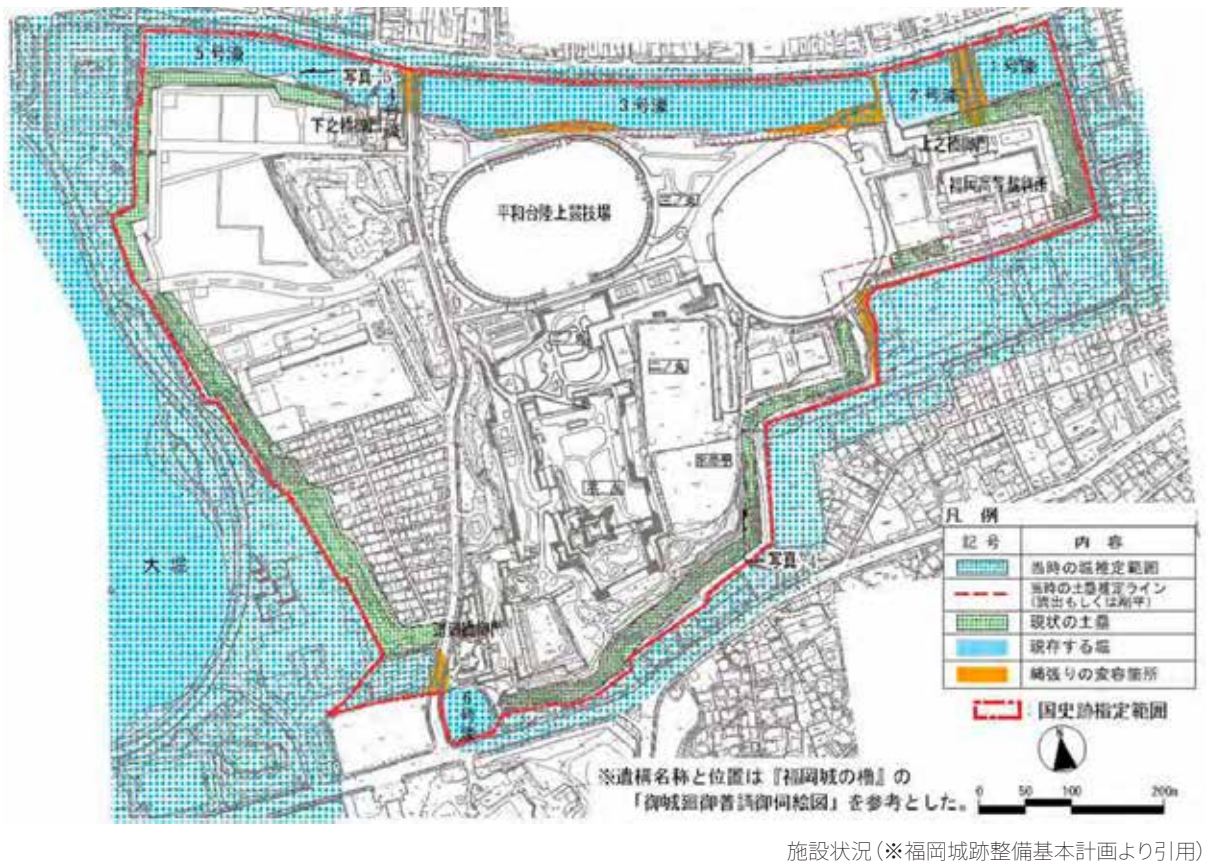 5号濠
写真
3号濠
2号濠
1号濠
下之橋御門
上之橋御門
福岡高等裁判所
平和台陸上競技場
三ノ丸
二ノ丸
大堀
写真-4
6号濠
凡例
記号 内容
当時の堀推定範囲
当時の土塁推定ライン
(流出もしくは削平)
現状の土塁
現存する堀
縄張りの変容箇所
国史跡指定範囲
※遺構名称と位置は『福岡城の櫓』の
「御城廻御普請御伺絵図」を参考とした。
0 50 100 200m
施設状況(※福岡城跡整備基本計画より引用)